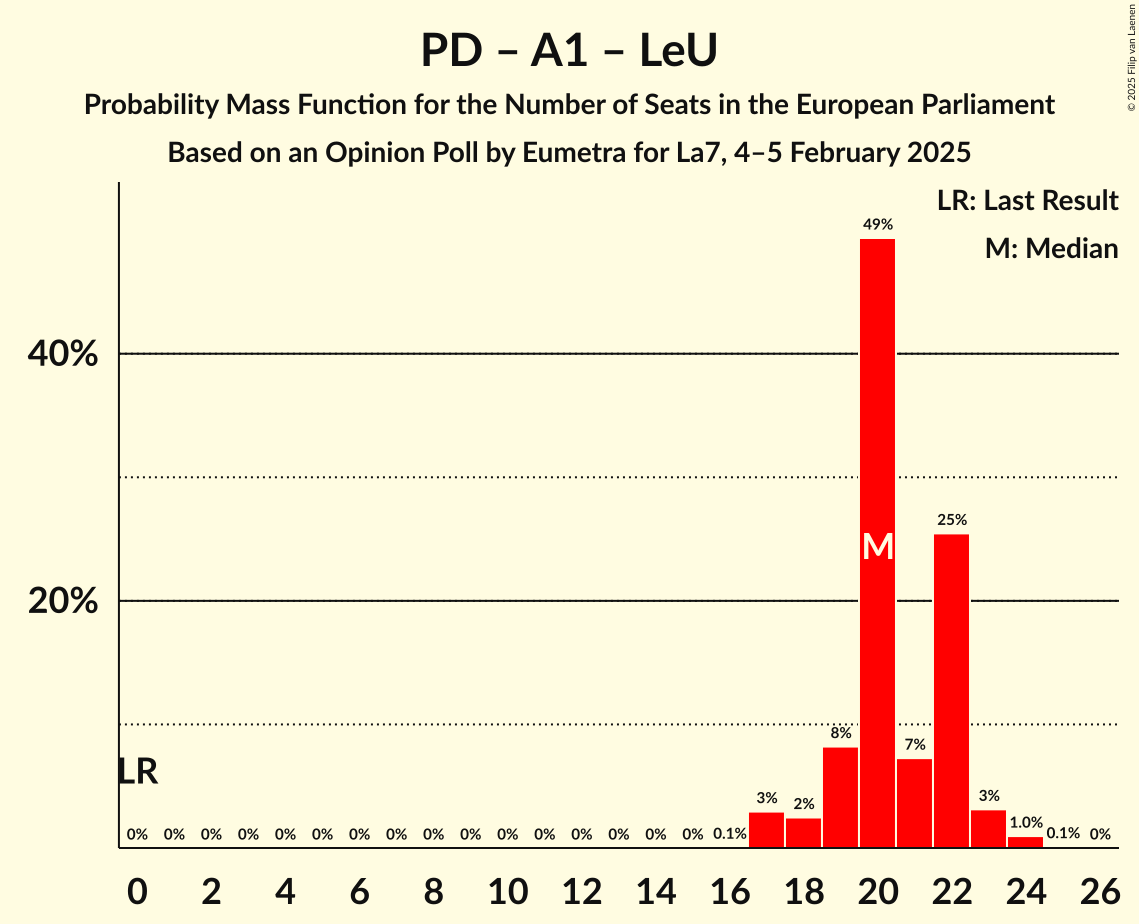 PD – A1 – LeU
Probability Mass Function for the Number of Seats in the European Parliament
Based on an Opinion Poll by Eumetra for La7, 4–5 February 2025
© 2025 Filip van Laenen
LR: Last Result
M: Median
49%
40%
25%
M
20%
8%
7%
LR
3%
2%
3%
1.0%
0% 0% 0% 0% 0% 0% 0% 0% 0% 0% 0% 0% 0% 0% 0% 0% 0.1% 0.1% 0%
0 2 4 6 8 10 12 14 16 18 20 22 24 26